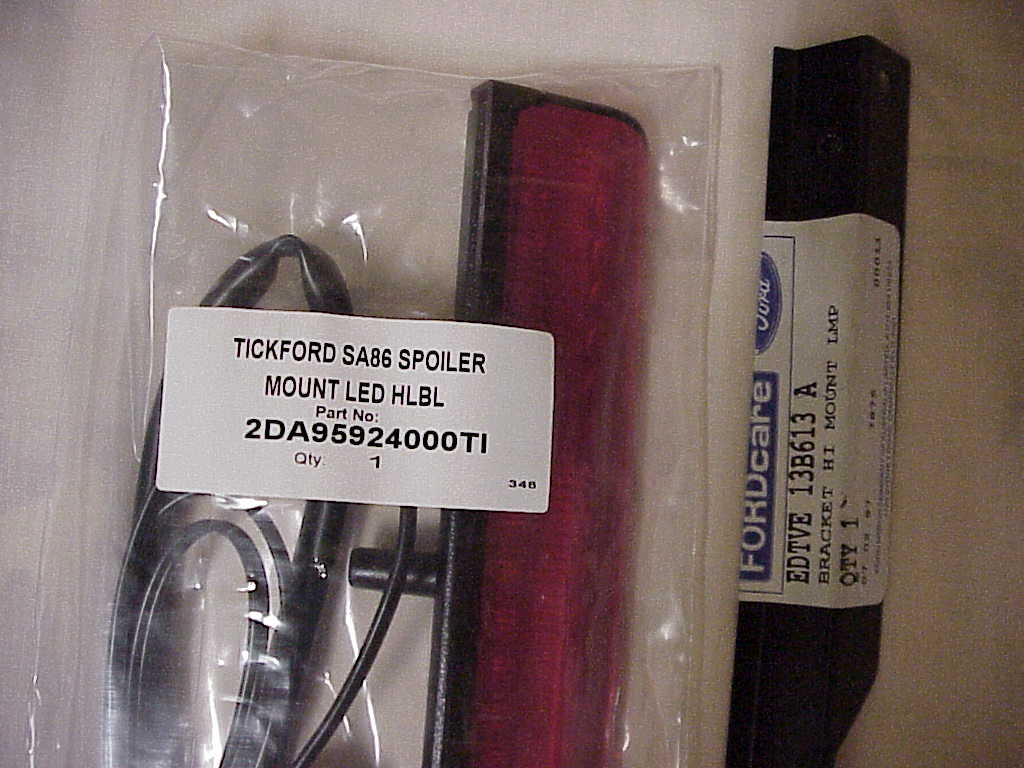 TICKFORD SA86 SPOILER
MOUNT LED HLBL
Part No:
2DA95924000TI
Qty. 1
348
FORDcare Ford
EDTVE 13B613 A
BRACKET HI MOUNT LMP
QTY 1